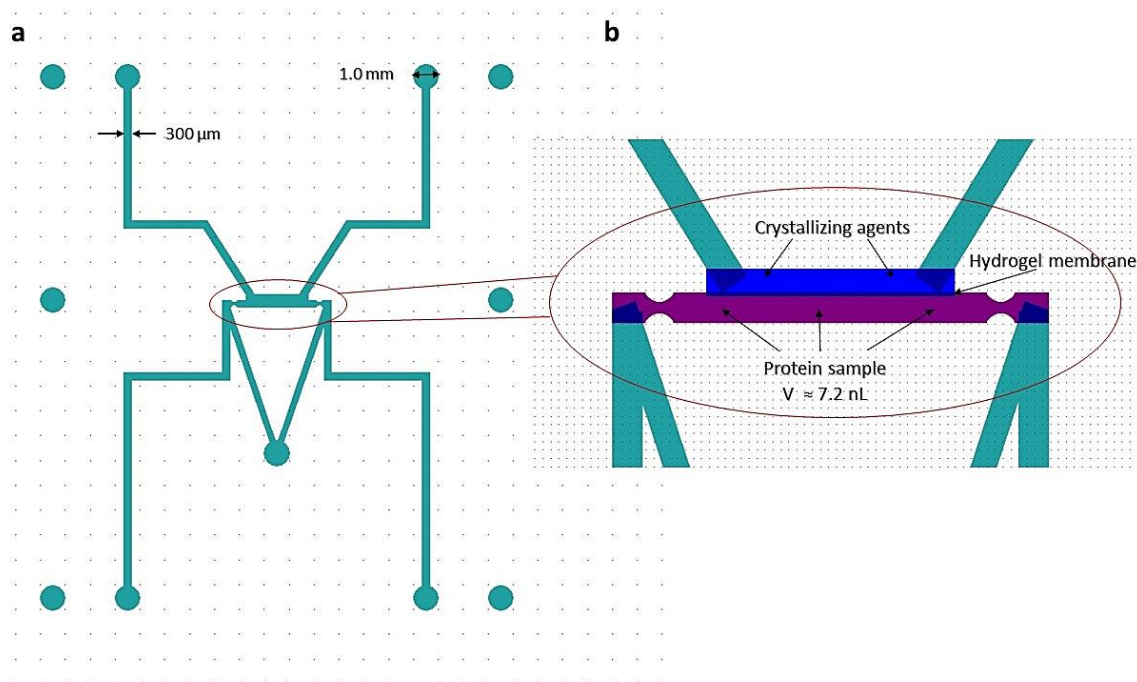 a
b
1.0 mm
300 µm
Crystallizing agents
Hydrogel membrane
Protein sample
V ≈ 7.2 nL